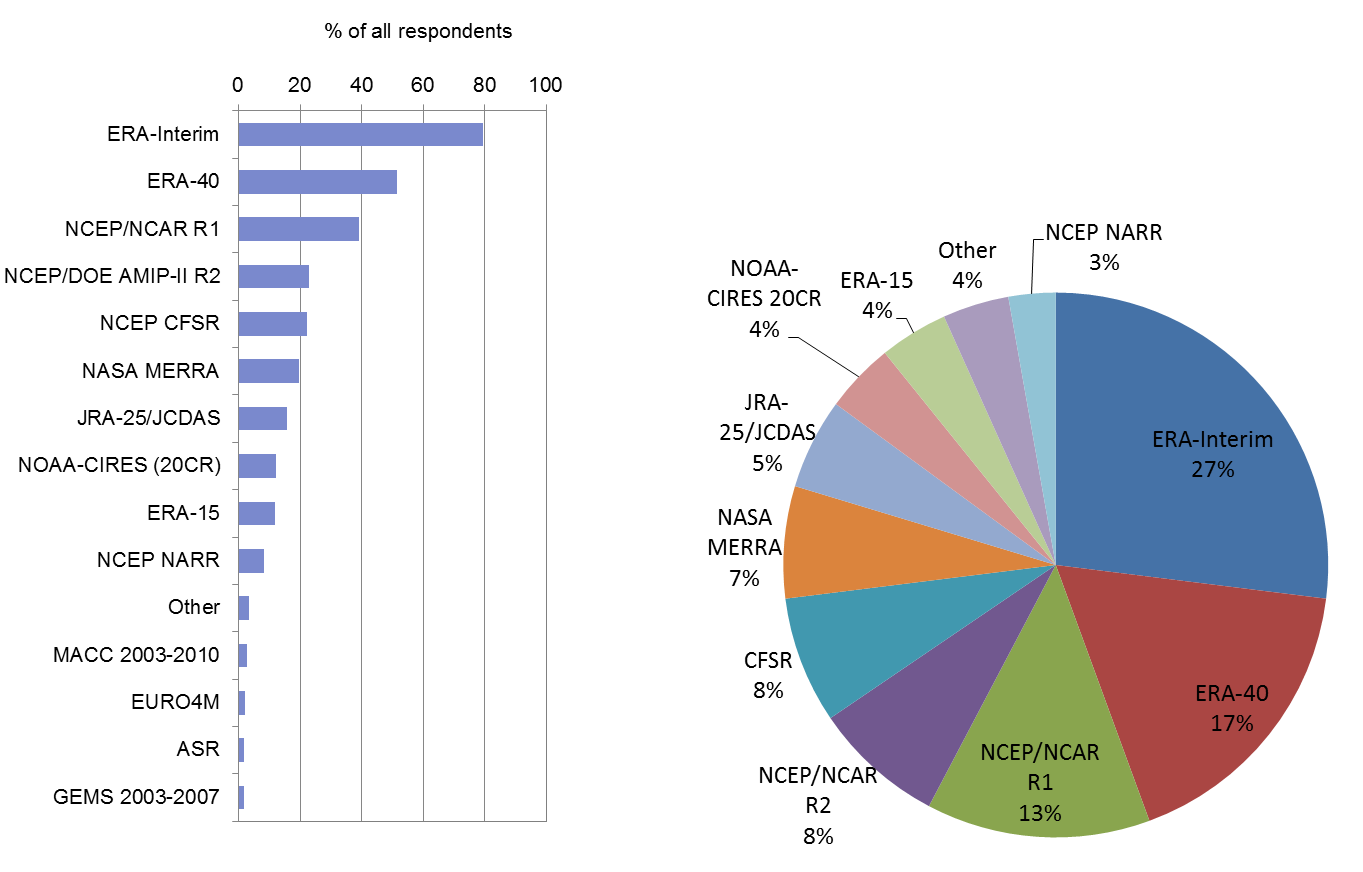 % of all respondents
0 20 40 60 80 100
ERA-Interim
ERA-40
NCEP/NCAR R1
NCEP/DOE AMIP-II R2
NCEP CFSR
NASA MERRA
JRA-25/JCDAS
NOAA-CIRES (20CR)
ERA-15
NCEP NARR
Other
MACC 2003-2010
EURO4M
ASR
GEMS 2003-2007
NCEP NARR
3%
Other
4%
ERA-15
4%
NOAA-
CIRES 20CR
4%
JRA-
25/JCDAS
5%
NASA
MERRA
7%
CFSR
8%
NCEP/NCAR
R2
8%
NCEP/NCAR
R1
13%
ERA-40
17%
ERA-Interim
27%